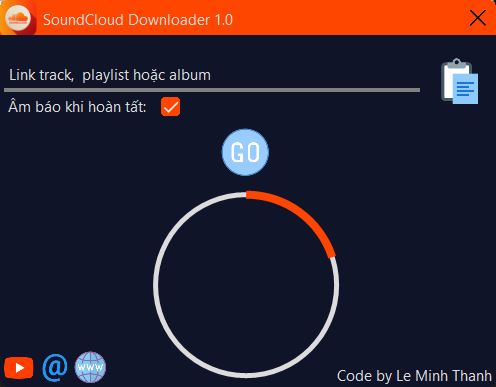 SoundCloud Downloader 1.0
Link track, playlist hoặc album
Âm báo khi hoàn tất:
GO
@
WWW
Code by Le Minh Thanh